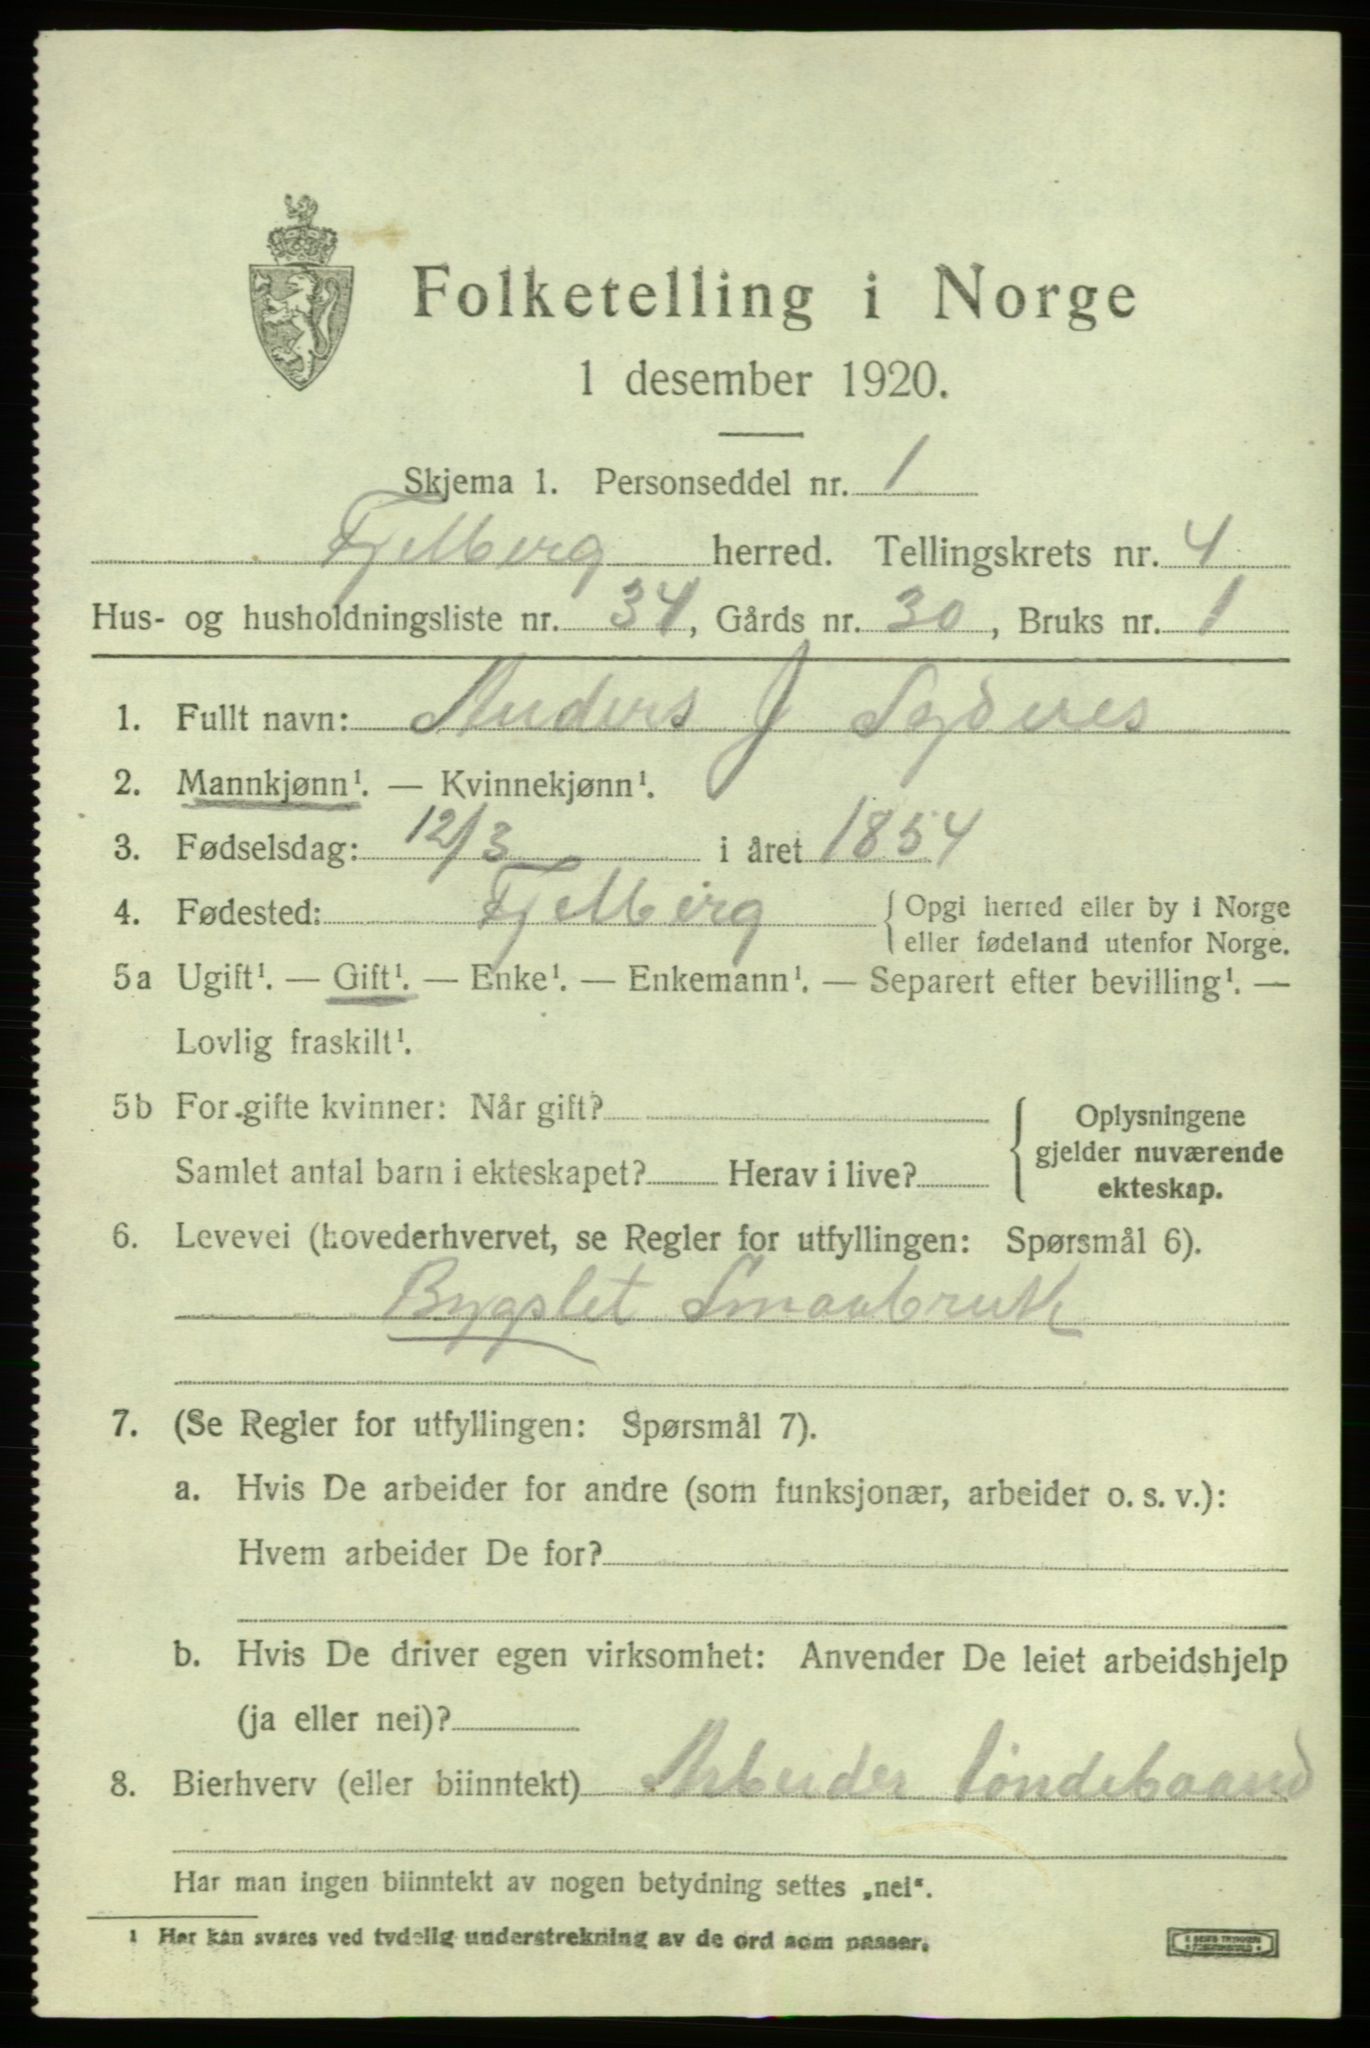 Folketelling i Norge
1 desember 1920.
Skjema 1. Personseddel nr. 1
Fjelberg herred. Tellingskrets nr. 4
Hus- og husholdningsliste nr. 34, Gårds nr. 30, Bruks nr. 1
1. Fullt navn: Anders J
2. Mannkjønn¹. — Kvinnekjønn¹.
3. Fødselsdag: 12/3 i året 1854
4. Fødested: Fjelberg {Opgi herred eller by i Norge
eller fødeland utenfor Norge.
5a Ugift¹. — Gift¹. — Enke¹. — Enkemann¹. — Separert efter bevilling¹. —
Lovlig fraskilt¹.
5b For gifte kvinner: Når gift?
Samlet antal barn i ekteskapet? Herav i live?
{Oplysningene
gjelder nuværende
ekteskap.
6. Levevei (hovederhvervet, se Regler for utfyllingen: Spørsmål 6).
Bygslet Smaabruk
7. (Se Regler for utfyllingen: Spørsmål 7).
a. Hvis De arbeider for andre (som funksjonær, arbeider o. s. v.):
Hvem arbeider De for?
b. Hvis De driver egen virksomhet: Anvender De leiet arbeidshjelp
(ja eller nei)?
8. Bierhverv (eller biinntekt) Arbeider töndebaand
Har man ingen biinntekt av nogen betydning settes „nei“.
¹ Her kan svares ved tydelig understrekning av de ord som passer.